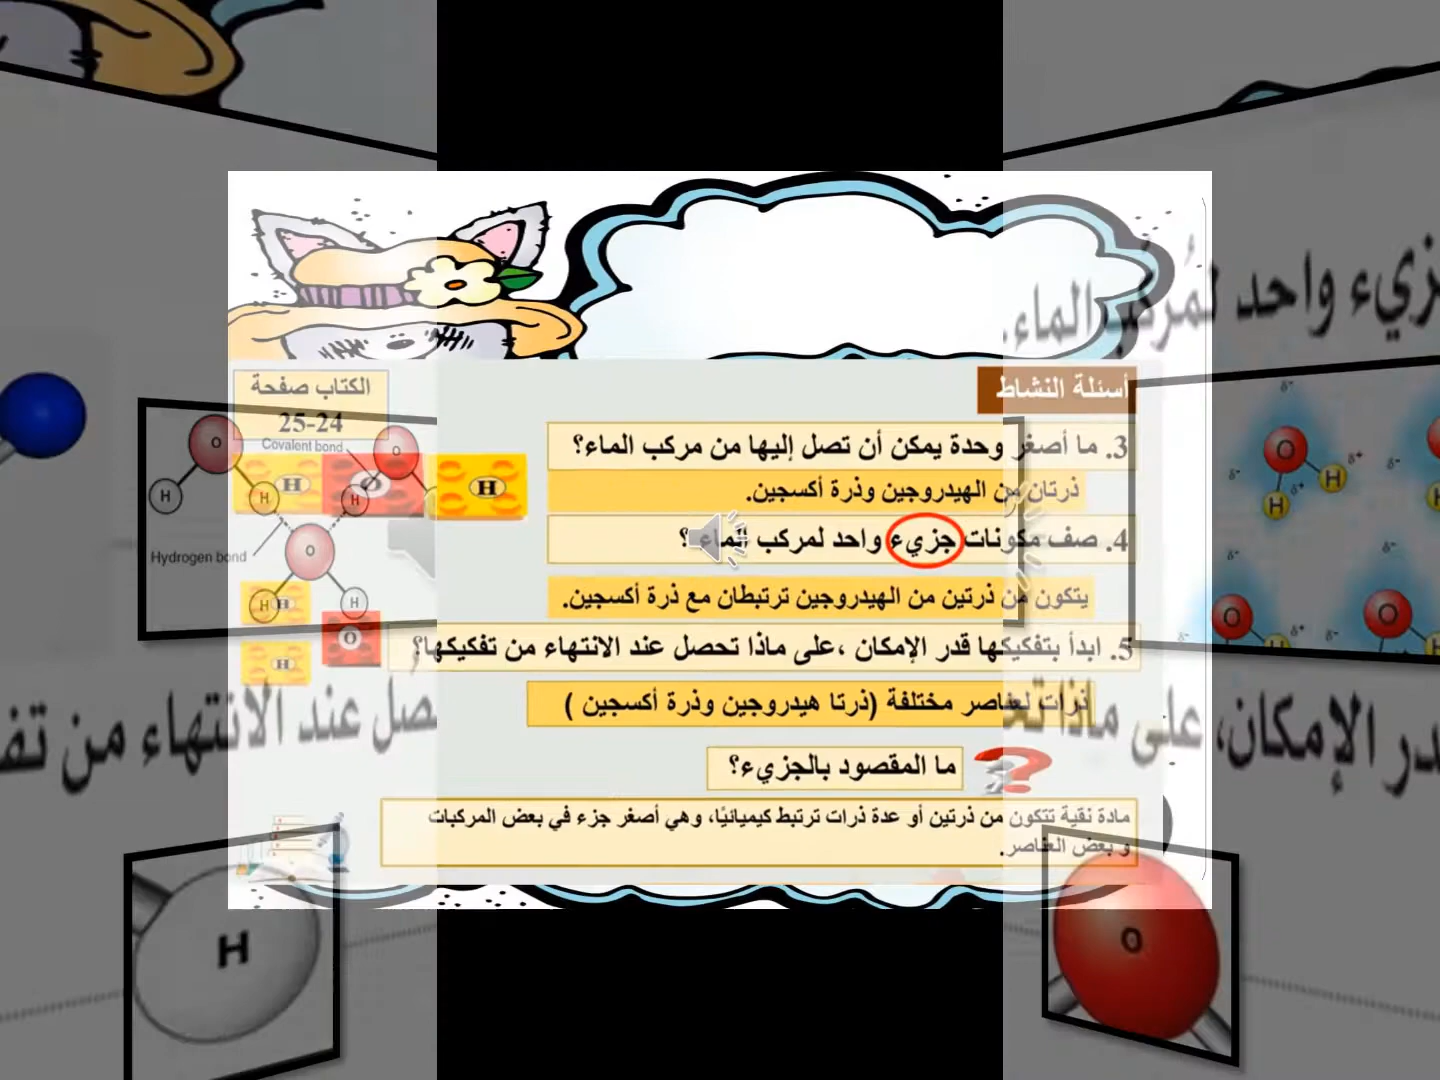 جزيء واحد لمُركب الماء.
أسئلة النشاط
الكتاب صفحة
25-24
3. ما أصغر وحدة يمكن أن تصل إليها من مركب الماء؟
ذرتان من الهيدروجين وذرة أكسجين.
4. صف مكونات جزيء واحد لمركب الماء ؟
يتكون من ذرتين من الهيدروجين ترتبطان مع ذرة أكسجين.
5. ابدأ بتفكيكها قدر الإمكان ،على ماذا تحصل عند الانتهاء من تفكيكها؟
ذرات لعناصر مختلفة (ذرتا هيدروجين وذرة أكسجين )
ما المقصود بالجزيء؟
مادة نقية تتكون من ذرتين أو عدة ذرات ترتبط كيميائيًا، وهي أصغر جزء في بعض المركبات
و بعض العناصر.
Covalent bond
Hydrogen bond
O
O
H
H
H
O
H
H
H
O
H
H
O
H
δ-
δ+
δ-
δ-
δ+
O
H
H
δ-
δ-
O
δ+
δ-
O
δ+
δ-
قدر الإمكان، على ماذا
تحصل عند الانتهاء من
H
O